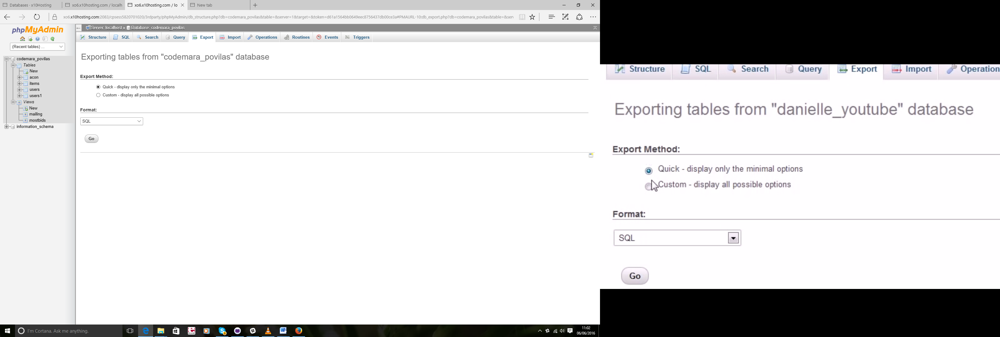 Databases - x10Hosting
xo6.x10hosting.com / localh
xo6.x10hosting.com / lo
New tab
xo6.x10hosting.com:2083/cpsess5820701020/3rdparty/phpMyAdmin/db_structure.php?db=codemara_povilas&table=&server=1&target=&token=d61a1564bb0649eec8756437db00ce3a#PMAURL-10:db_export.php?db=codemara_povilas&table=&serv
phpMyAdmin
(Recent tables) ...
codemara_povilas
Tables
New
acon
items
users
users1
Views
New
mailing
mostbids
information_schema
Server: localhost » Database: codemara_povilas
Structure SQL Search Query Export Import Operations Routines Events Triggers
Exporting tables from "codemara_povilas" database
Export Method:
Quick - display only the minimal options
Custom - display all possible options
Format:
SQL
Go
I'm Cortana. Ask me anything.
11:02
06/06/2016
Structure SQL Search Query Export Import Operation
Exporting tables from "danielle_youtube" database
Export Method:
Quick - display only the minimal options
Custom - display all possible options
Format:
SQL
Go